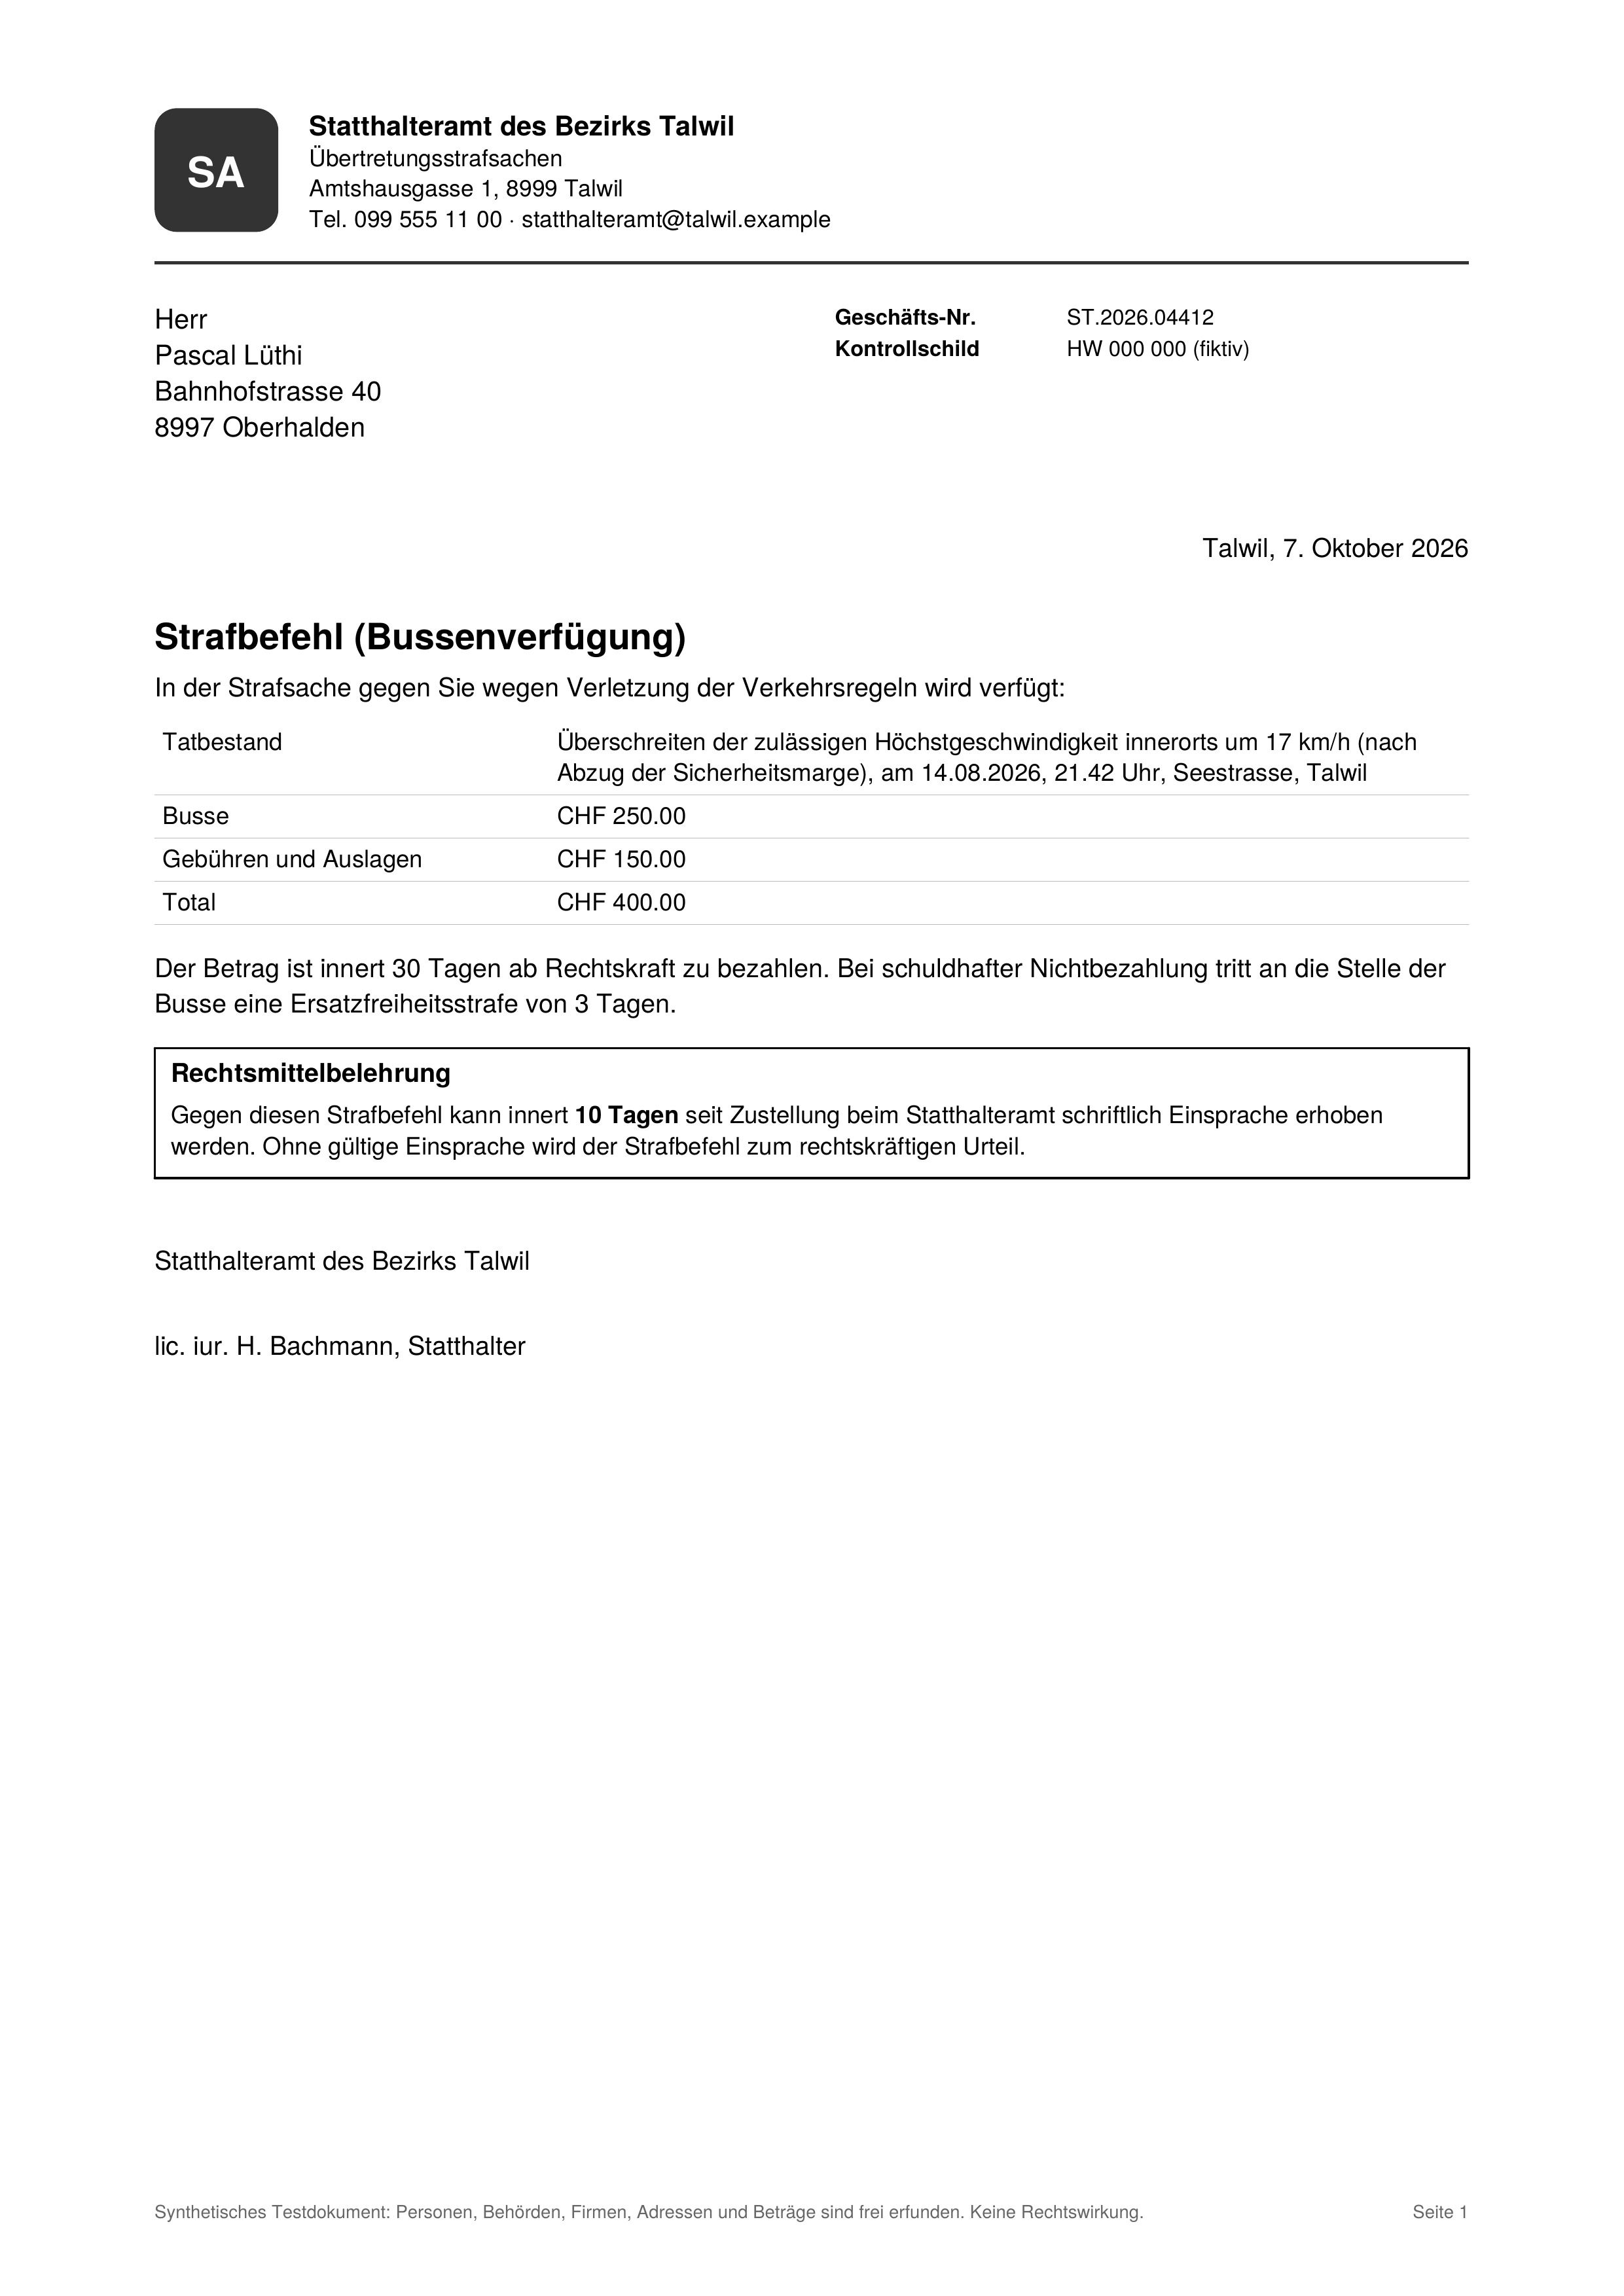 SA
Statthalteramt des Bezirks Talwil
Übertretungsstrafsachen
Amtshausgasse 1, 8999 Talwil
Tel. 099 555 11 00 · statthalteramt@talwil.example
Herr
Pascal Lüthi
Bahnhofstrasse 40
8997 Oberhalden
Geschäfts-Nr. ST.2026.04412
Kontrollschild HW 000 000 (fiktiv)
Talwil, 7. Oktober 2026
Strafbefehl (Bussenverfügung)
In der Strafsache gegen Sie wegen Verletzung der Verkehrsregeln wird verfügt:
Tatbestand Überschreiten der zulässigen Höchstgeschwindigkeit innerorts um 17 km/h (nach
Abzug der Sicherheitsmarge), am 14.08.2026, 21.42 Uhr, Seestrasse, Talwil
Busse CHF 250.00
Gebühren und Auslagen CHF 150.00
Total CHF 400.00
Der Betrag ist innert 30 Tagen ab Rechtskraft zu bezahlen. Bei schuldhafter Nichtbezahlung tritt an die Stelle der
Busse eine Ersatzfreiheitsstrafe von 3 Tagen.
Rechtsmittelbelehrung
Gegen diesen Strafbefehl kann innert 10 Tagen seit Zustellung beim Statthalteramt schriftlich Einsprache erhoben
werden. Ohne gültige Einsprache wird der Strafbefehl zum rechtskräftigen Urteil.
Statthalteramt des Bezirks Talwil
lic. iur. H. Bachmann, Statthalter
Synthetisches Testdokument: Personen, Behörden, Firmen, Adressen und Beträge sind frei erfunden. Keine Rechtswirkung. Seite 1